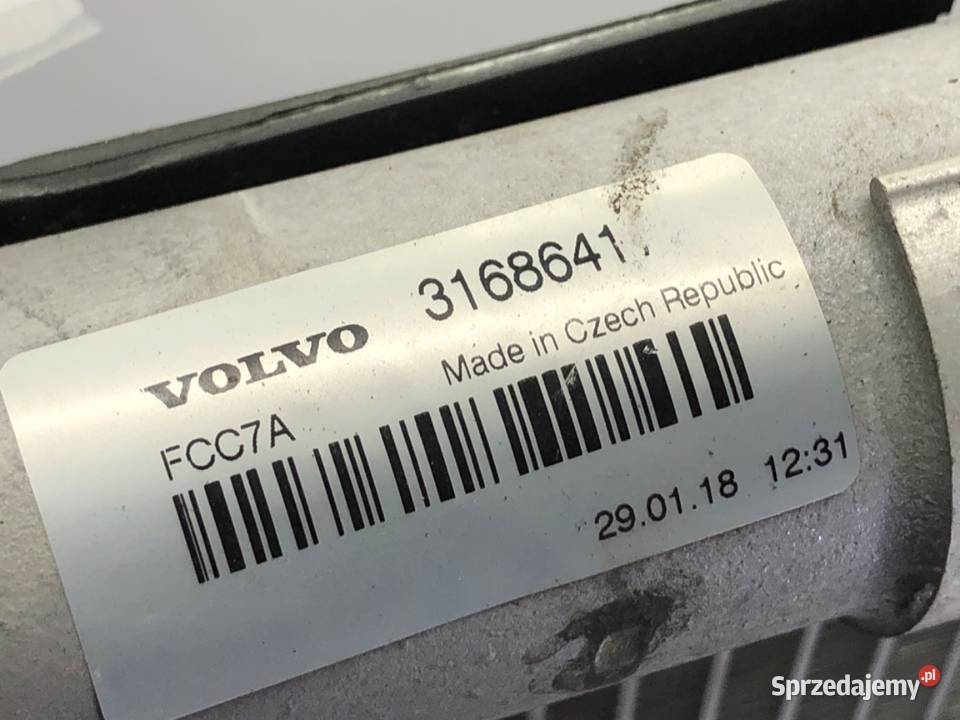 VOLVO 3168641
Made in Czech Republic
FCC7A
29.01.18 12:31
Sprzedajemy.pl